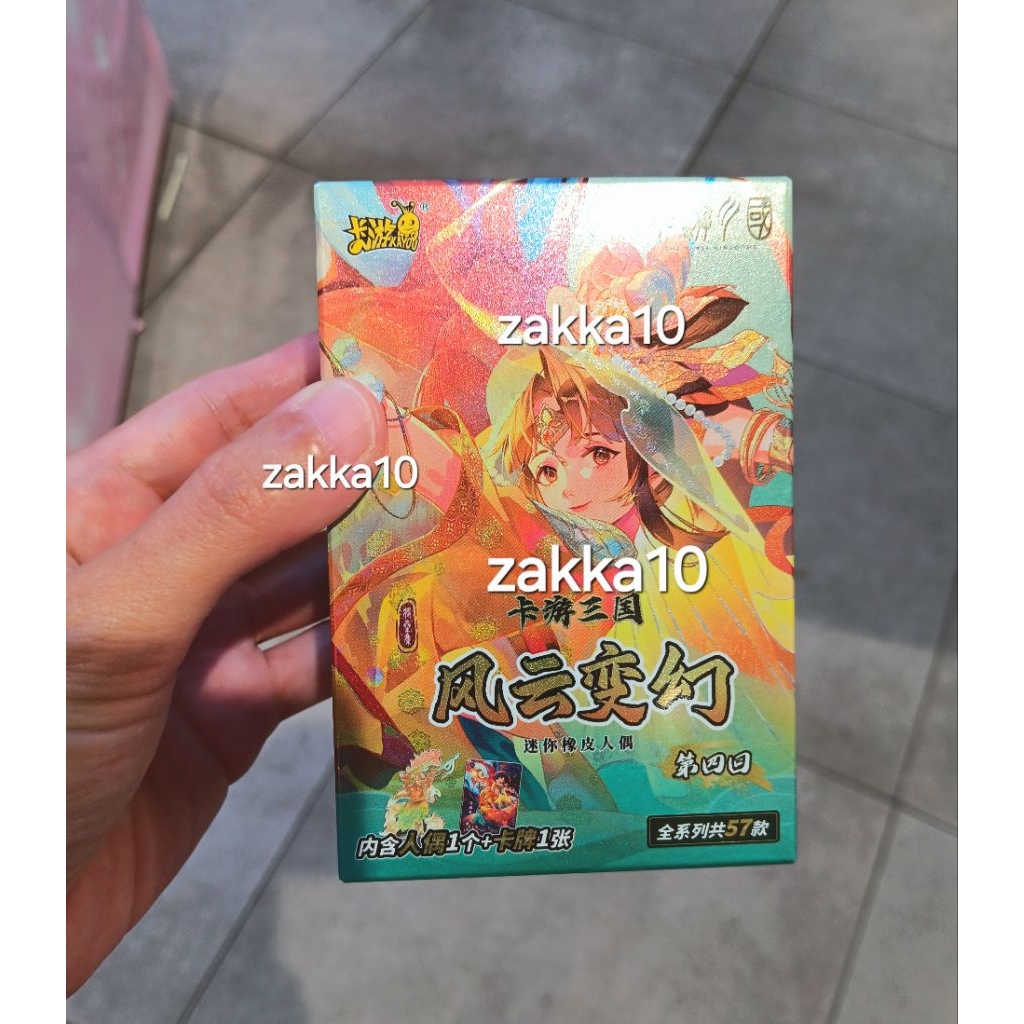 卡游
KAYOU
®
國
zakka10
zakka10
zakka10
卡游三国
风云变幻
迷你橡皮人偶
第四回
内含人偶1个+卡牌1张
全系列共57款